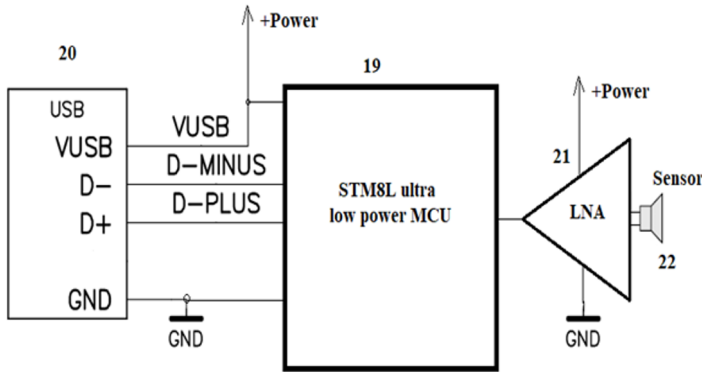 +Power
20
19
USB
VUSB
VUSB
+Power
D-MINUS
21
D-
Sensor
STM8L ultra
low power MCU
D-PLUS
LNA
D+
22
GND
GND
GND